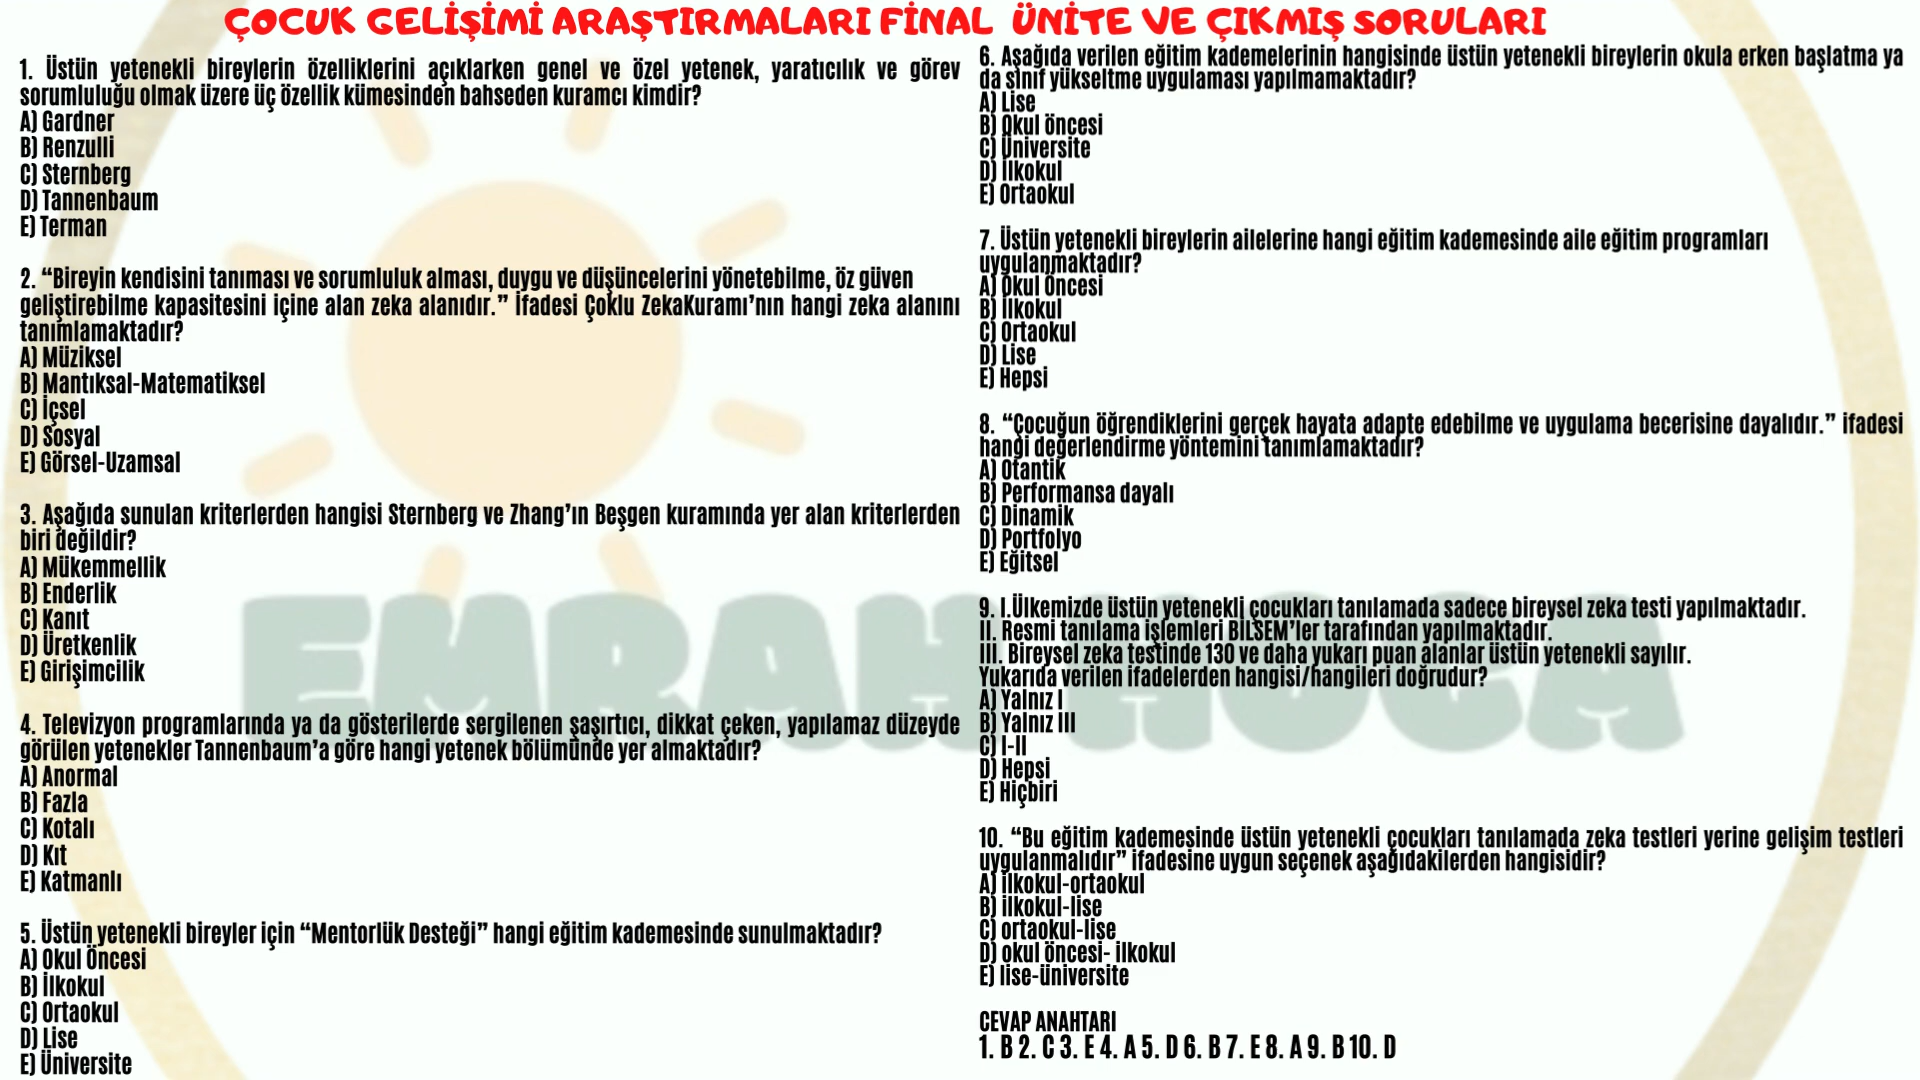 ÇOCUK GELİŞİMİ ARAŞTIRMALARI FİNAL ÜNİTE VE ÇIKMIŞ SORULARI
1. Üstün yetenekli bireylerin özelliklerini açıklarken genel ve özel yetenek, yaratıcılık ve görev
sorumluluğu olmak üzere üç özellik kümesinden bahseden kuramcı kimdir?
A) Gardner
B) Renzulli
C) Sternberg
D) Tannenbaum
E) Terman
2. “Bireyin kendisini tanıması ve sorumluluk alması, duygu ve düşüncelerini yönetebilme, öz güven
geliştirebilme kapasitesini içine alan zeka alanıdır.” İfadesi Çoklu ZekaKuramı’nın hangi zeka alanını
tanımlamaktadır?
A) Müziksel
B) Mantıksal-Matematiksel
C) İçsel
D) Sosyal
E) Görsel-Uzamsal
3. Aşağıda sunulan kriterlerden hangisi Sternberg ve Zhang’ın Beşgen kuramında yer alan kriterlerden
biri değildir?
A) Mükemmellik
B) Enderlik
C) Kanıt
D) Üretkenlik
E) Girişimcilik
4. Televizyon programlarında ya da gösterilerde sergilenen şaşırtıcı, dikkat çeken, yapılamaz düzeyde
görülen yetenekler Tannenbaum’a göre hangi yetenek bölümünde yer almaktadır?
A) Anormal
B) Fazla
C) Kotalı
D) Kıt
E) Katmanlı
5. Üstün yetenekli bireyler için “Mentorlük Desteği” hangi eğitim kademesinde sunulmaktadır?
A) Okul Öncesi
B) İlkokul
C) Ortaokul
D) Lise
E) Üniversite
6. Aşağıda verilen eğitim kademelerinin hangisinde üstün yetenekli bireylerin okula erken başlatma ya
da sınıf yükseltme uygulaması yapılmamaktadır?
A) Lise
B) Okul öncesi
C) Üniversite
D) İlkokul
E) Ortaokul
7. Üstün yetenekli bireylerin ailelerine hangi eğitim kademesinde aile eğitim programları
uygulanmaktadır?
A) Okul Öncesi
B) İlkokul
C) Ortaokul
D) Lise
E) Hepsi
8. “Çocuğun öğrendiklerini gerçek hayata adapte edebilme ve uygulama becerisine dayalıdır.” ifadesi
hangi değerlendirme yöntemini tanımlamaktadır?
A) Otantik
B) Performansa dayalı
C) Dinamik
D) Portfolyo
E) Eğitsel
9. I.Ülkemizde üstün yetenekli çocukları tanılamada sadece bireysel zeka testi yapılmaktadır.
II. Resmi tanılama işlemleri BİLSEM’ler tarafından yapılmaktadır.
III. Bireysel zeka testinde 130 ve daha yukarı puan alanlar üstün yetenekli sayılır.
Yukarıda verilen ifadelerden hangisi/hangileri doğrudur?
A) Yalnız I
B) Yalnız III
C) I-II
D) Hepsi
E) Hiçbiri
10. “Bu eğitim kademesinde üstün yetenekli çocukları tanılamada zeka testleri yerine gelişim testleri
uygulanmalıdır” ifadesine uygun seçenek aşağıdakilerden hangisidir?
A) ilkokul-ortaokul
B) ilkokul-lise
C) ortaokul-lise
D) okul öncesi- ilkokul
E) lise-üniversite
CEVAP ANAHTARI
1. B 2. C 3. E 4. A 5. D 6. B 7. E 8. A 9. B 10. D
EMRAH HOCA